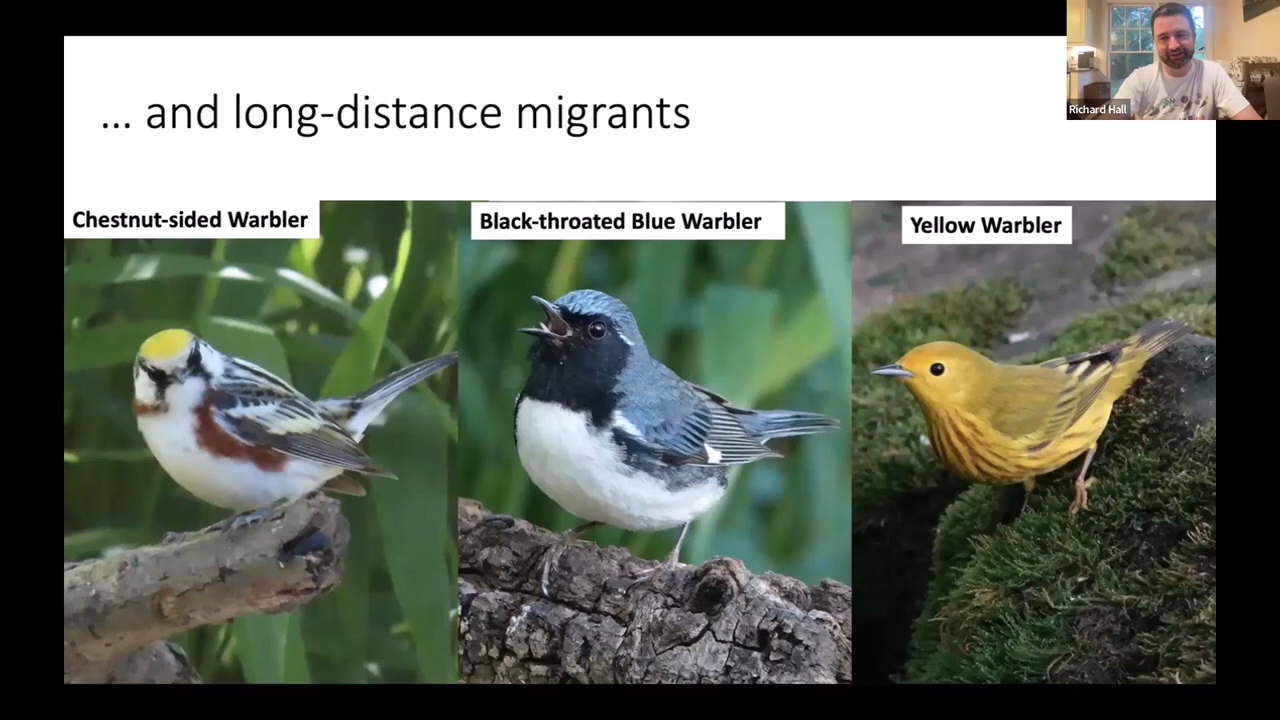 ... and long-distance migrants
Richard Hall
Chestnut-sided Warbler
Black-throated Blue Warbler
Yellow Warbler